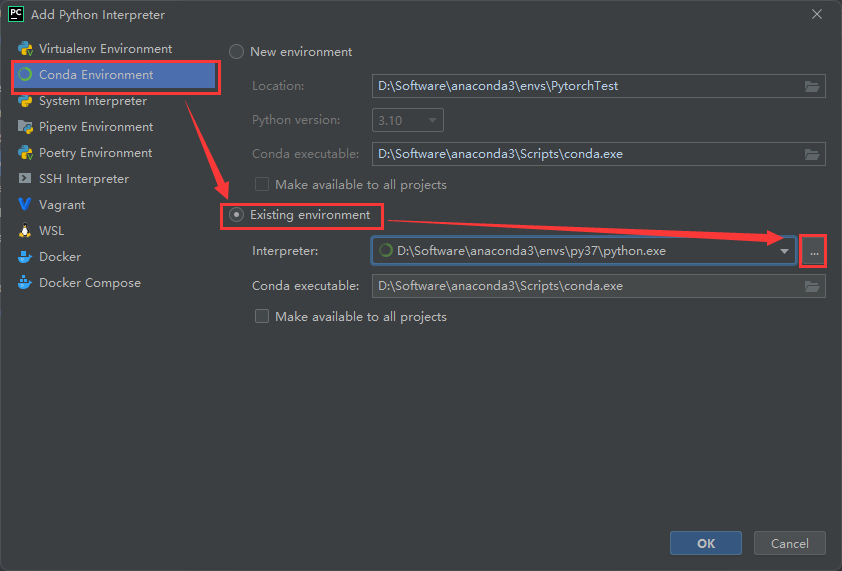 PC Add Python Interpreter
Virtualenv Environment
Conda Environment
System Interpreter
Pipenv Environment
Poetry Environment
SSH Interpreter
Vagrant
WSL
Docker
Docker Compose
New environment
Location: D:\Software\anaconda3\envs\PytorchTest
Python version: 3.10
Conda executable: D:\Software\anaconda3\Scripts\conda.exe
Make available to all projects
Existing environment
Interpreter: D:\Software\anaconda3\envs\py37\python.exe ...
Conda executable: D:\Software\anaconda3\Scripts\conda.exe
Make available to all projects
OK Cancel